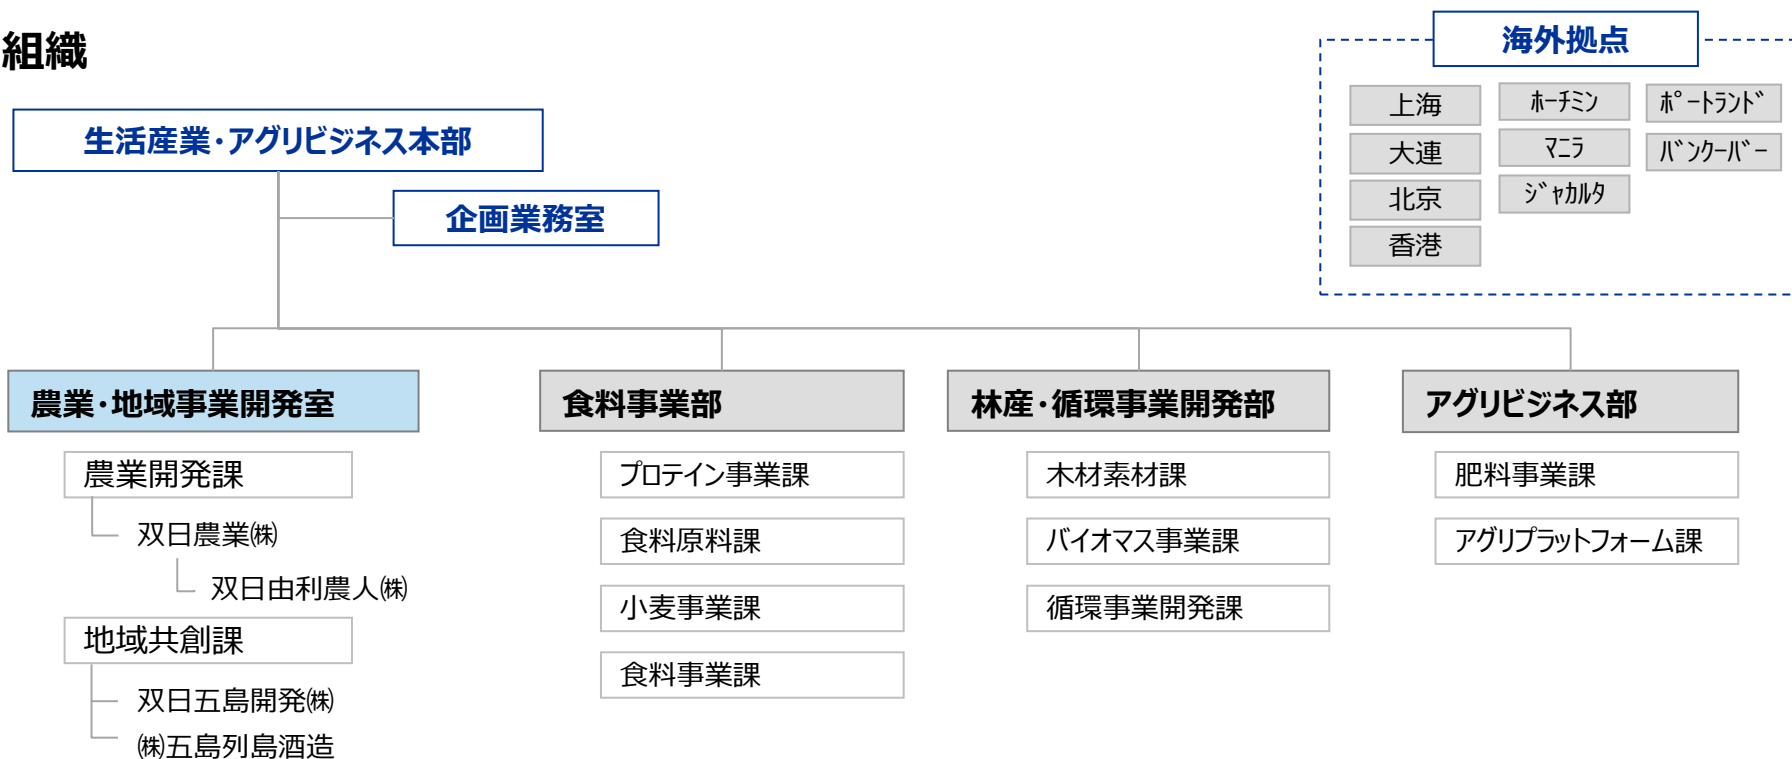 組織
生活産業・アグリビジネス本部
企画業務室
海外拠点
上海
大連
北京
香港
ﾎｰﾁﾐﾝ
ﾏﾆﾗ
ｼﾞｬｶﾙﾀ
ﾎﾟｰﾄﾗﾝﾄﾞ
ﾊﾞﾝｸｰﾊﾞｰ
農業・地域事業開発室
農業開発課
双日農業㈱
双日由利農人㈱
地域共創課
双日五島開発㈱
㈱五島列島酒造
食料事業部
プロテイン事業課
食料原料課
小麦事業課
食料事業課
林産・循環事業開発部
木材素材課
バイオマス事業課
循環事業開発課
アグリビジネス部
肥料事業課
アグリプラットフォーム課